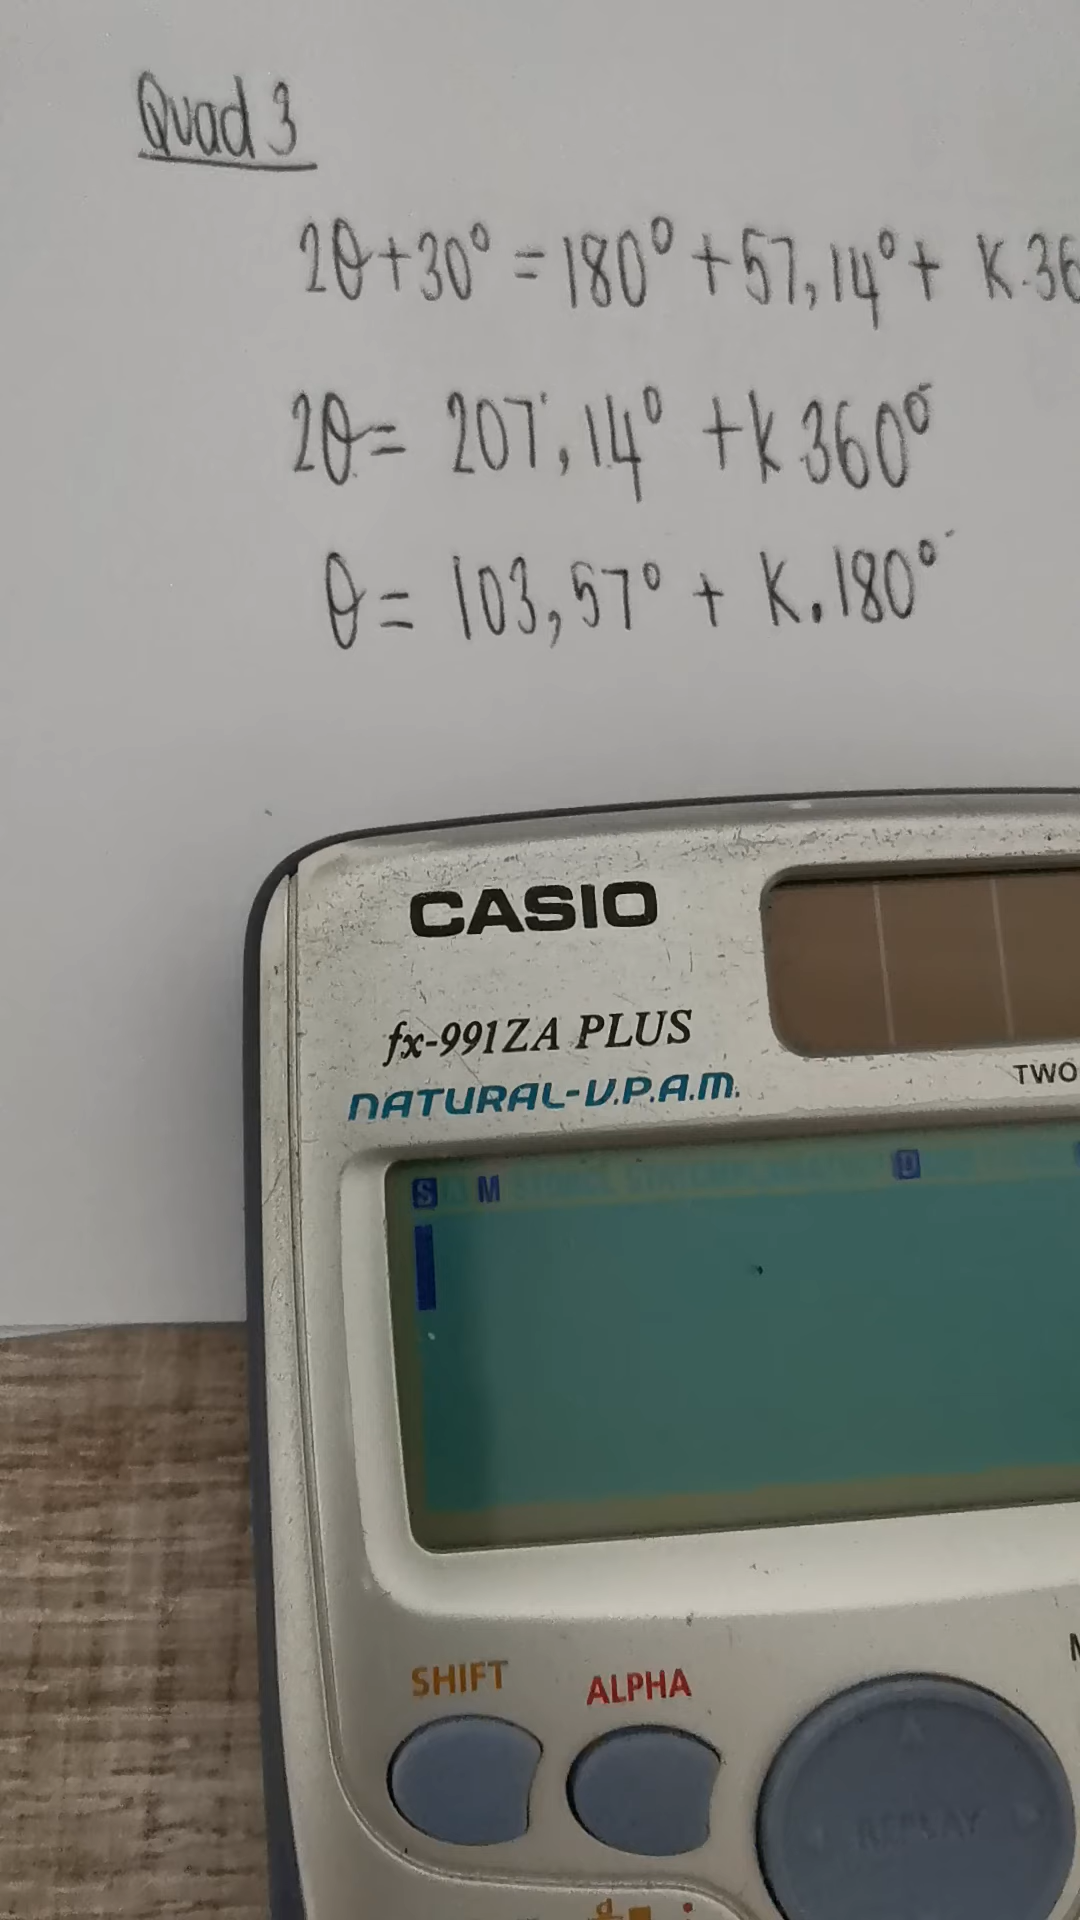 Quad 3
2θ+30° = 180° + 57,14° + K.36
2θ = 207,14° + K 360°
θ = 103,57° + K.180°
CASIO
fx-991ZA PLUS
TWO
NATURAL-V.P.A.M.
S M D
SHIFT ALPHA
REPLAY